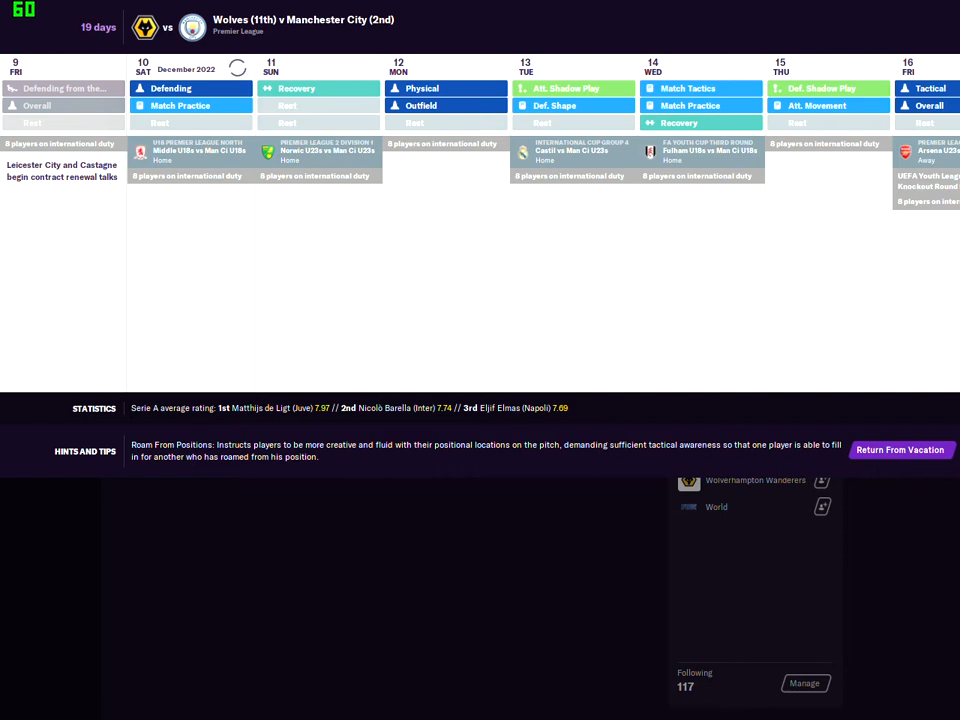 60
19 days
vs
Wolves (11th) v Manchester City (2nd)
Premier League
9
FRI
10
SAT
December 2022
11
SUN
12
MON
13
TUE
14
WED
15
THU
16
FRI
Defending from the...
Defending
Recovery
Physical
Att. Shadow Play
Match Tactics
Def. Shadow Play
Tactical
Overall
Match Practice
Rest
Outfield
Def. Shape
Match Practice
Att. Movement
Overall
Rest
Rest
Rest
Rest
Rest
Recovery
Rest
Rest
8 players on international duty
Leicester City and Castagne
begin contract renewal talks
U18 PREMIER LEAGUE NORTH
Middle U18s vs Man Ci U18s
Home
8 players on international duty
PREMIER LEAGUE 2 DIVISION 1
Norwic U23s vs Man Ci U23s
Home
8 players on international duty
8 players on international duty
INTERNATIONAL CUP GROUP 4
Castil vs Man Ci U23s
Home
8 players on international duty
FA YOUTH CUP THIRD ROUND
Fulham U18s vs Man Ci U18s
Home
8 players on international duty
8 players on international duty
PREMIER LEA
Arsena U23s
Away
UEFA Youth Leag
Knockout Round
8 players on inter
STATISTICS
Serie A average rating: 1st Matthijs de Ligt (Juve) 7.97 // 2nd Nicolò Barella (Inter) 7.74 // 3rd Eljif Elmas (Napoli) 7.69
HINTS AND TIPS
Roam From Positions: Instructs players to be more creative and fluid with their positional locations on the pitch, demanding sufficient tactical awareness so that one player is able to fill
in for another who has roamed from his position.
Return From Vacation
Wolverhampton Wanderers
World
Following
117
Manage